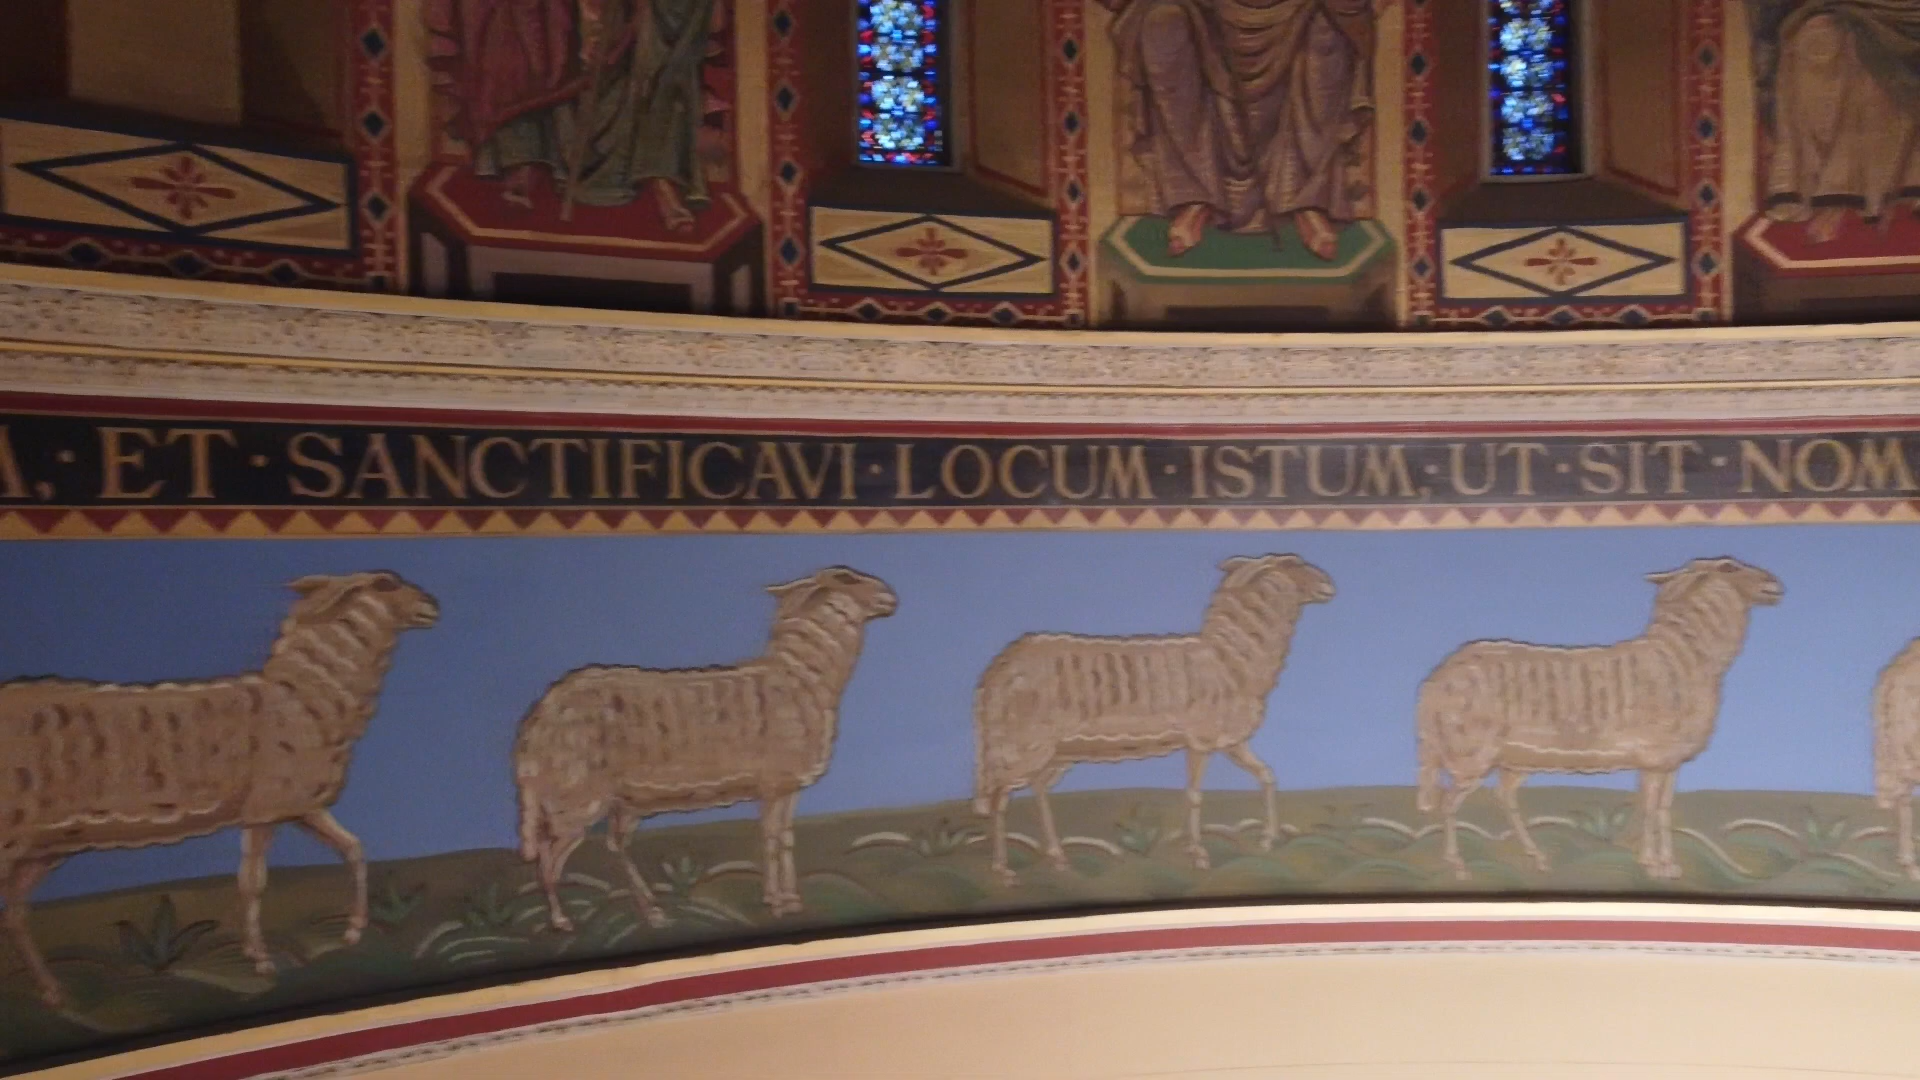 , · ET · SANCTIFICAVI · LOCUM · ISTUM, · UT · SIT · NOM